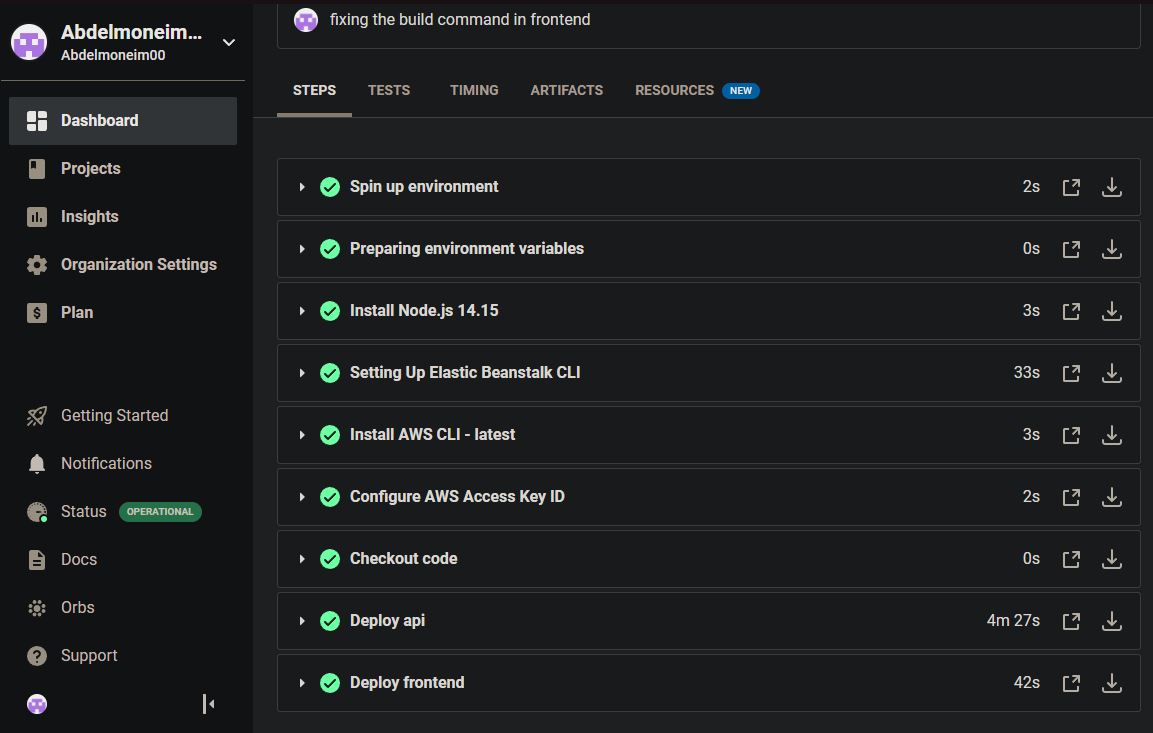 Abdelmoneim...
Abdelmoneim00
Dashboard
Projects
Insights
Organization Settings
Plan
Getting Started
Notifications
Status OPERATIONAL
Docs
Orbs
Support
fixing the build command in frontend
STEPS TESTS TIMING ARTIFACTS RESOURCES NEW
Spin up environment 2s
Preparing environment variables 0s
Install Node.js 14.15 3s
Setting Up Elastic Beanstalk CLI 33s
Install AWS CLI - latest 3s
Configure AWS Access Key ID 2s
Checkout code 0s
Deploy api 4m 27s
Deploy frontend 42s